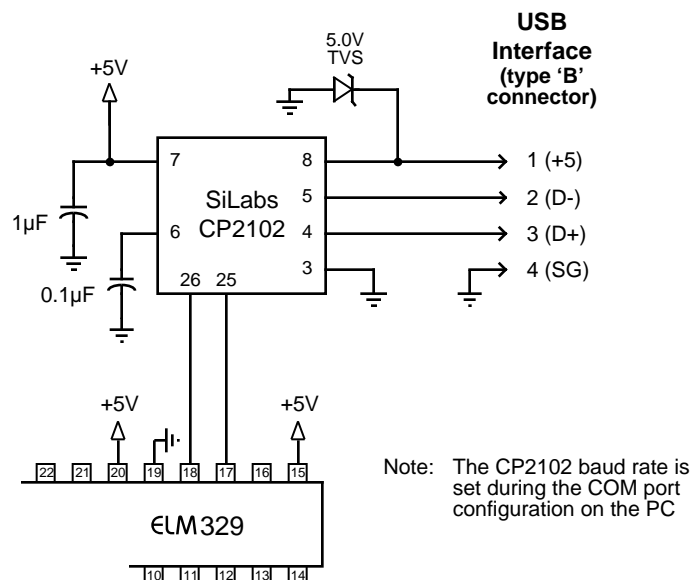 USB
Interface
(type ‘B’
connector)
5.0V
TVS
+5V
7
8
1 (+5)
SiLabs
CP2102
5
2 (D-)
1µF
6
4
3 (D+)
3
4 (SG)
0.1µF
26
25
+5V
+5V
22
21
20
19
18
17
16
15
Note: The CP2102 baud rate is
set during the COM port
configuration on the PC
ELM329
10
11
12
13
14